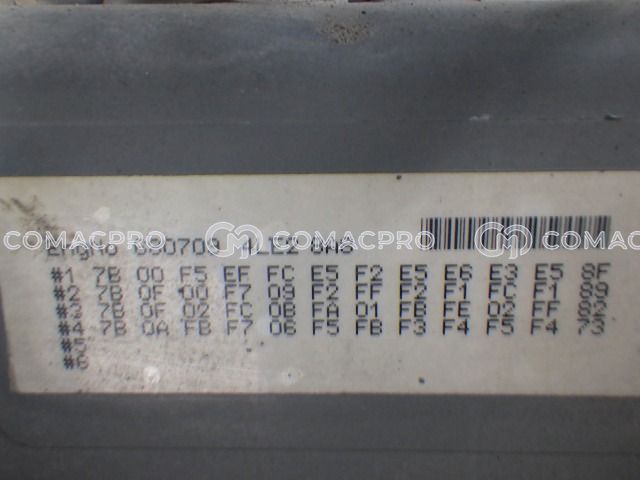 COMACPRO COMACPRO COMACPRO
#1 7B 00 F5 EF FC E5 F2 E5 E6 E3 E5 8F
#2 7B 0F 00 F7 09 F2 FF F2 F1 FC F1 99
#3 7B 0F 02 FC 0B FA 01 FB FE 02 FF
#4 7B 0A FB F7 06 F5 FB F3 F4 F5 F4 73
#5
#6